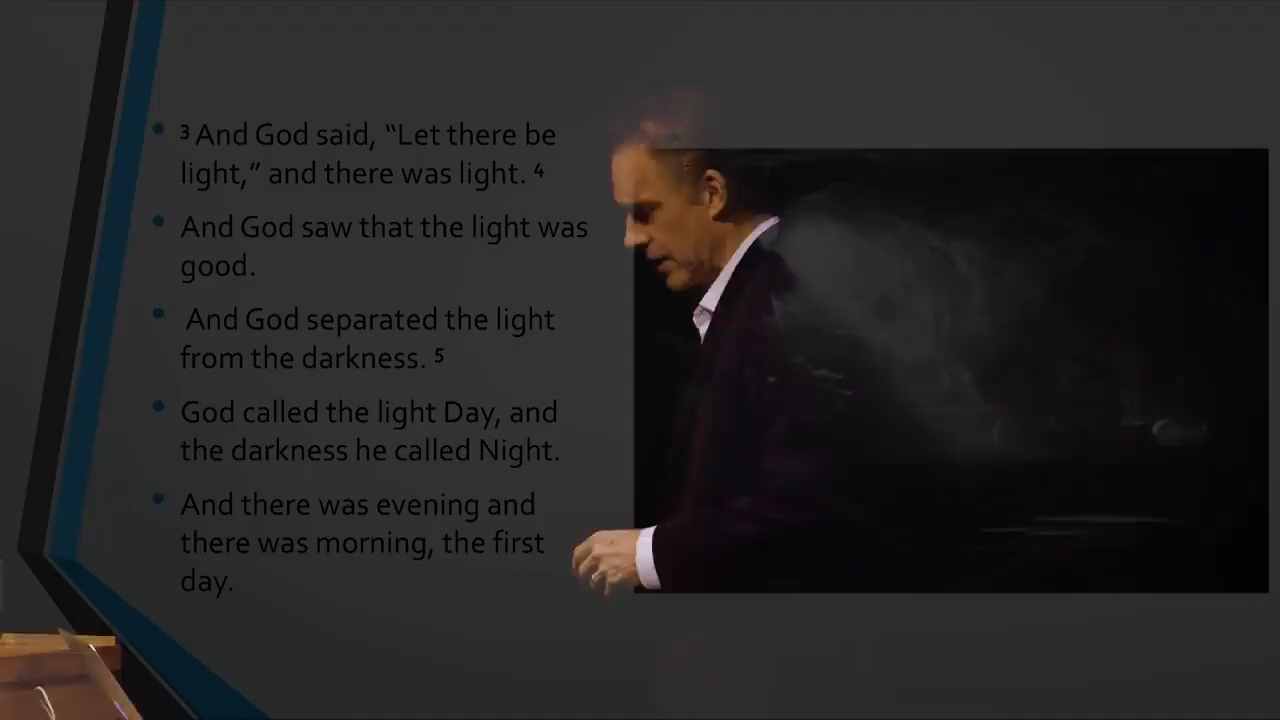 ³ And God said, “Let there be
light,” and there was light. ⁴
And God saw that the light was
good.
And God separated the light
from the darkness. ⁵
God called the light Day, and
the darkness he called Night.
And there was evening and
there was morning, the first
day.